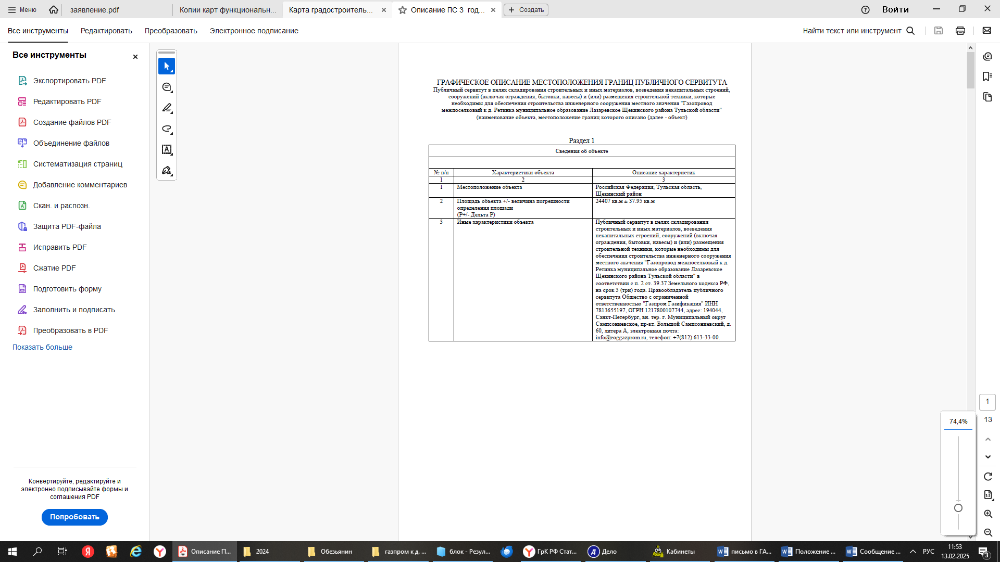 Меню
заявление.pdf
Копии карт функциональн...
Карта градостроитель...
Описание ПС 3 год...
Создать
Войти
Все инструменты
Редактировать
Преобразовать
Электронное подписание
Найти текст или инструмент
Все инструменты
Экспортировать PDF
Редактировать PDF
Создание файлов PDF
Объединение файлов
Систематизация страниц
Добавление комментариев
Скан. и распозн.
Защита PDF-файла
Исправить PDF
Сжатие PDF
Подготовить форму
Заполнить и подписать
Преобразовать в PDF
Показать больше
Конвертируйте, редактируйте и
электронно подписывайте формы и
соглашения PDF
Попробовать
ГРАФИЧЕСКОЕ ОПИСАНИЕ МЕСТОПОЛОЖЕНИЯ ГРАНИЦ ПУБЛИЧНОГО СЕРВИТУТА
Публичный сервитут в целях складирования строительных и иных материалов, возведения некапитальных строений,
сооружений (включая ограждения, бытовки, навесы) и (или) размещения строительной техники, которые
необходимы для обеспечения строительства инженерного сооружения местного значения "Газопровод
межпоселковый к д. Ретинка муниципальное образование Лазаревское Щекинского района Тульской области"
(наименование объекта, местоположение границ которого описано (далее - объект)
Раздел 1
Сведения об объекте
№ п/п
Характеристики объекта
Описание характеристик
1
2
3
1
Местоположение объекта
Российская Федерация, Тульская область,
Щекинский район
2
Площадь объекта +/- величина погрешности
определения площади
(P+/- Дельта P)
24407 кв.м ± 37.95 кв.м
3
Иные характеристики объекта
Публичный сервитут в целях складирования
строительных и иных материалов, возведения
некапитальных строений, сооружений (включая
ограждения, бытовки, навесы) и (или) размещения
строительной техники, которые необходимы для
обеспечения строительства инженерного сооружения
местного значения "Газопровод межпоселковый к д.
Ретинка муниципальное образование Лазаревское
Щекинского района Тульской области" в
соответствии с п. 2 ст. 39.37 Земельного кодекса РФ,
на срок 3 (три) года. Правообладатель публичного
сервитута Общество с ограниченной
ответственностью "Газпром Газификация" ИНН
7813655197, ОГРН 1217800107744, адрес: 194044,
Санкт-Петербург, вн. тер. г. Муниципальный округ
Сампсониевское, пр-кт. Большой Сампсониевский, д.
60, литера А, электронная почта:
info@eoggazprom.ru, телефон: +7(812) 613-33-00.
1
13
74,4%
Описание П...
2024
Обезьянин
газпром к д. ...
блок - Резул...
ГрК РФ Стат...
Дело
Кабинеты
письмо в ГА...
Положение ...
Сообщение ...
РУС
11:53
13.02.2025
3